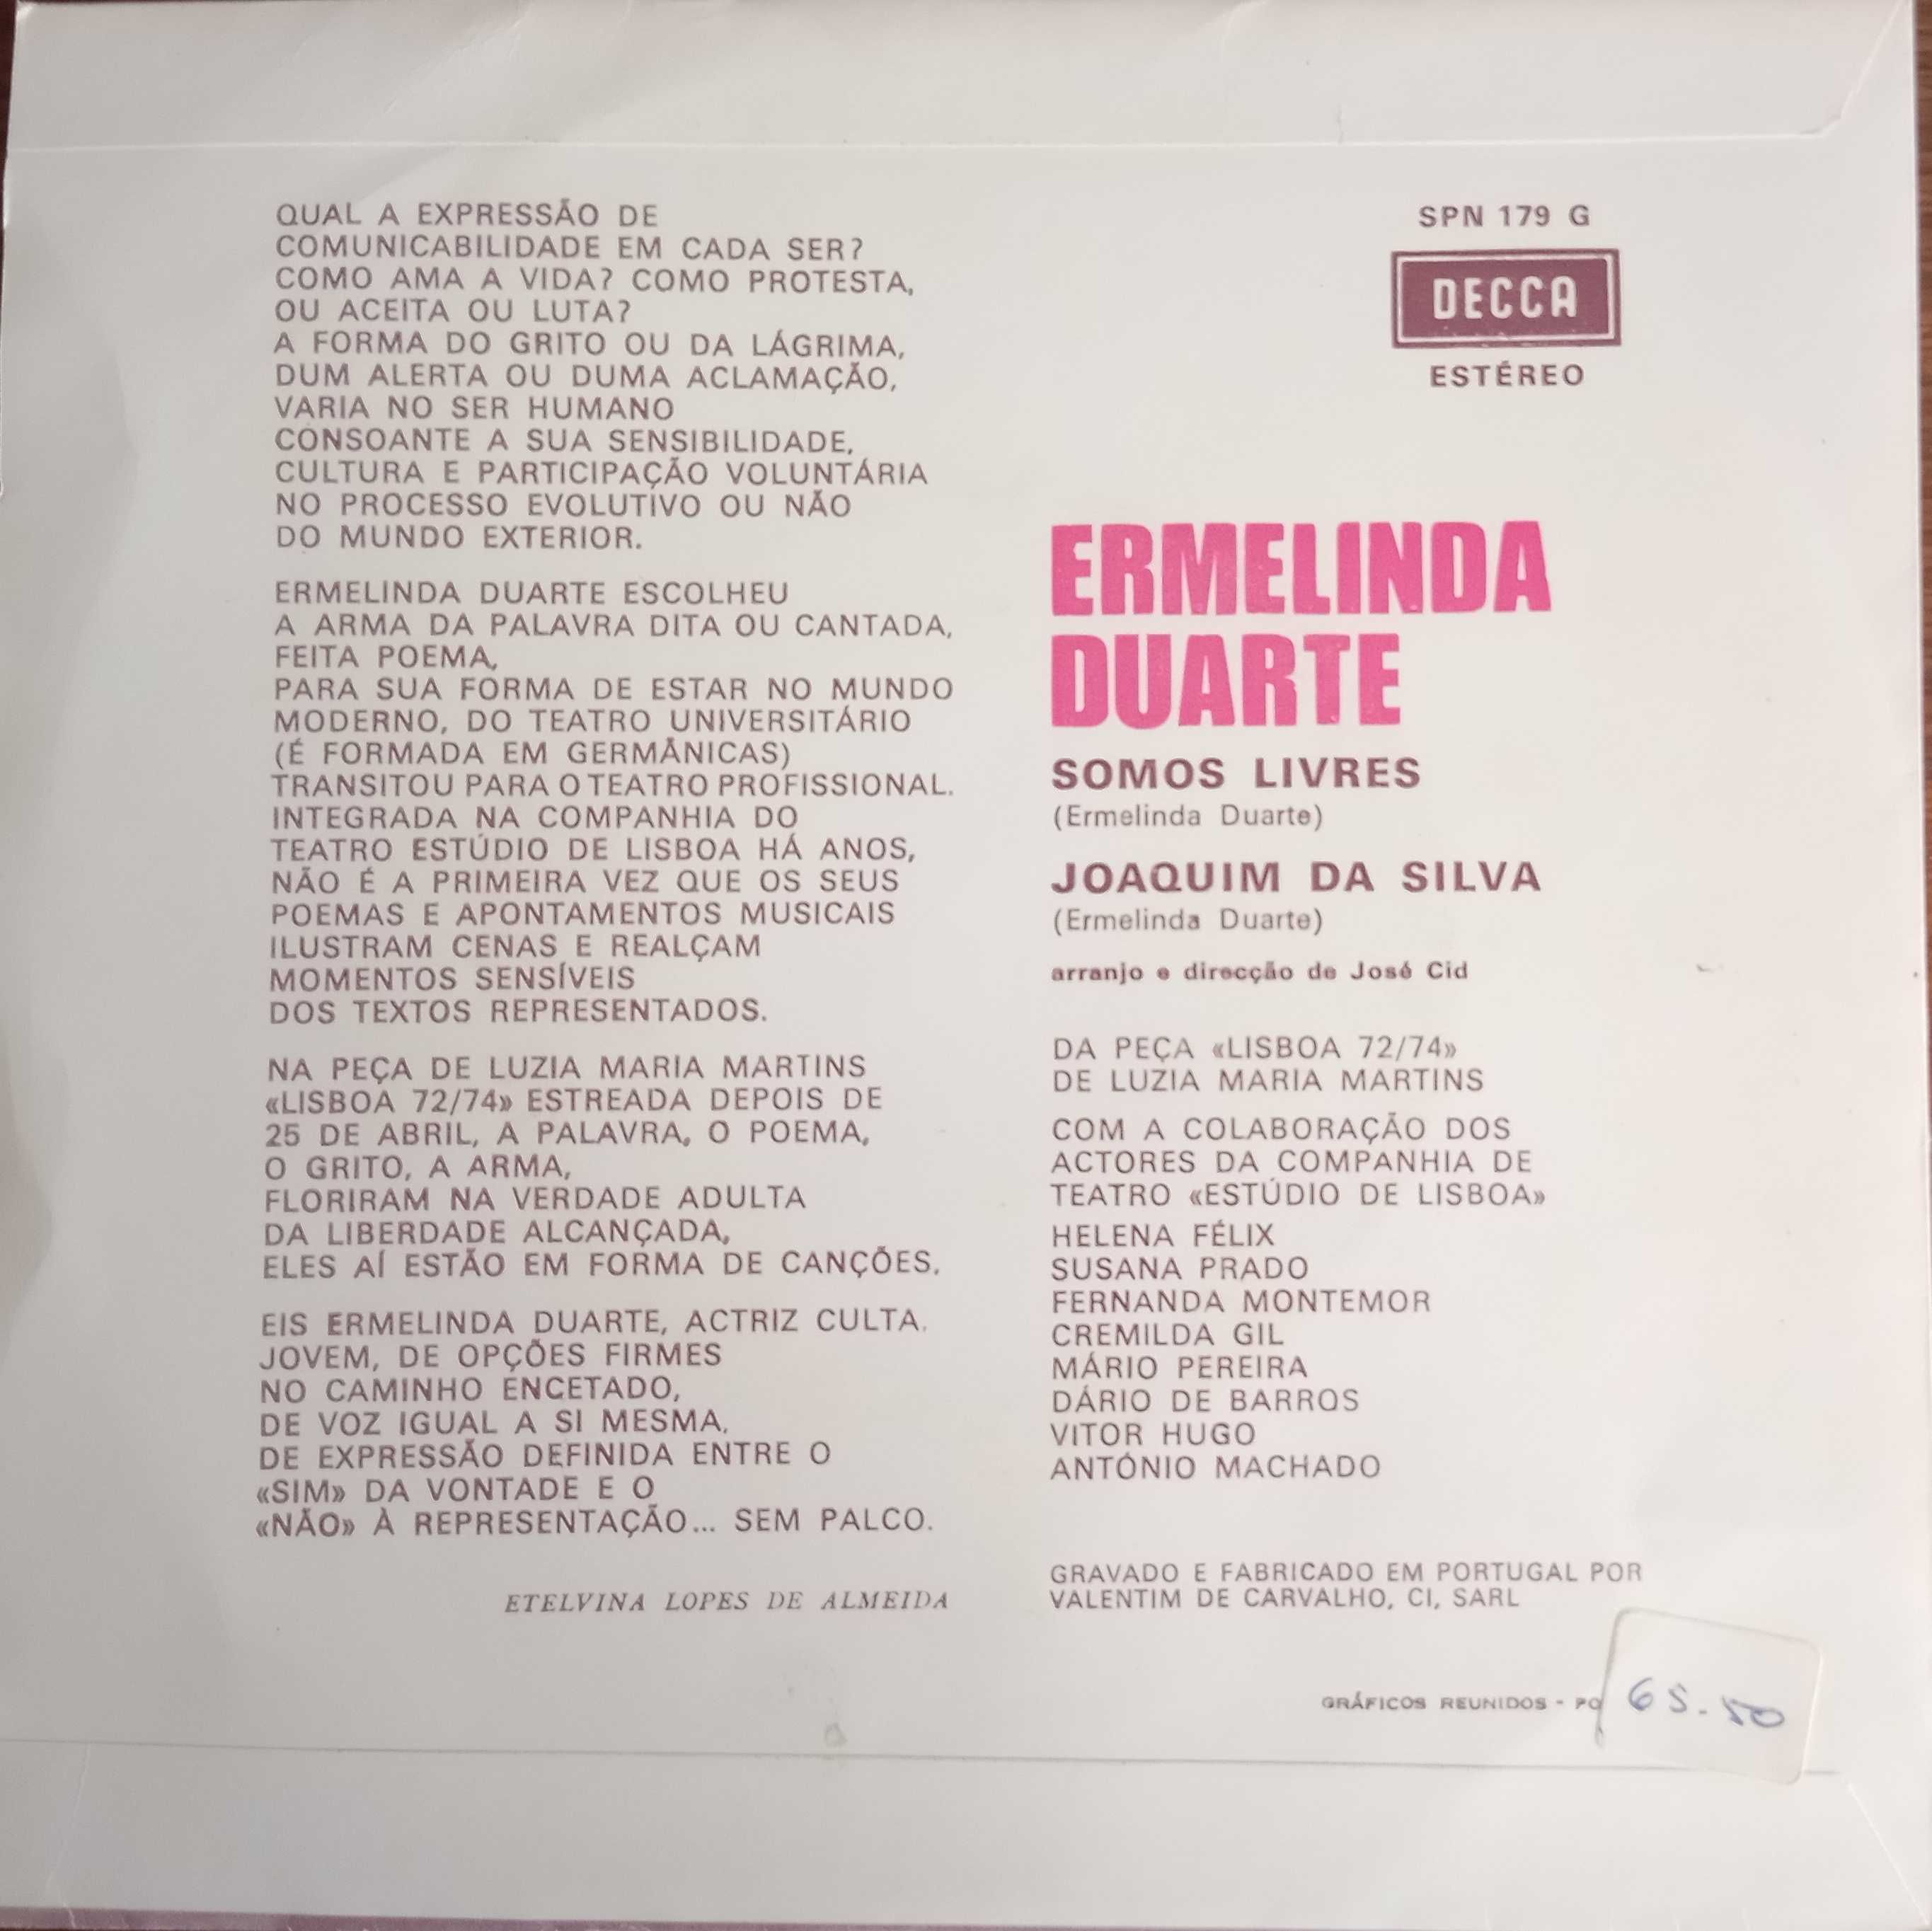 QUAL A EXPRESSÃO DE
COMUNICABILIDADE EM CADA SER?
COMO AMA A VIDA? COMO PROTESTA,
OU ACEITA OU LUTA?
A FORMA DO GRITO OU DA LÁGRIMA,
DUM ALERTA OU DUMA ACLAMAÇÃO,
VARIA NO SER HUMANO
CONSOANTE A SUA SENSIBILIDADE,
CULTURA E PARTICIPAÇÃO VOLUNTÁRIA
NO PROCESSO EVOLUTIVO OU NÃO
DO MUNDO EXTERIOR.
ERMELINDA DUARTE ESCOLHEU
A ARMA DA PALAVRA DITA OU CANTADA,
FEITA POEMA,
PARA SUA FORMA DE ESTAR NO MUNDO
MODERNO, DO TEATRO UNIVERSITÁRIO
(É FORMADA EM GERMÂNICAS)
TRANSITOU PARA O TEATRO PROFISSIONAL.
INTEGRADA NA COMPANHIA DO
TEATRO ESTÚDIO DE LISBOA HÁ ANOS,
NÃO É A PRIMEIRA VEZ QUE OS SEUS
POEMAS E APONTAMENTOS MUSICAIS
ILUSTRAM CENAS E REALÇAM
MOMENTOS SENSÍVEIS
DOS TEXTOS REPRESENTADOS.
NA PEÇA DE LUZIA MARIA MARTINS
«LISBOA 72/74» ESTREADA DEPOIS DE
25 DE ABRIL, A PALAVRA, O POEMA,
O GRITO, A ARMA,
FLORIRAM NA VERDADE ADULTA
DA LIBERDADE ALCANÇADA,
ELES AÍ ESTÃO EM FORMA DE CANÇÕES.
EIS ERMELINDA DUARTE, ACTRIZ CULTA.
JOVEM, DE OPÇÕES FIRMES
NO CAMINHO ENCETADO,
DE VOZ IGUAL A SI MESMA,
DE EXPRESSÃO DEFINIDA ENTRE O
«SIM» DA VONTADE E O
«NÃO» À REPRESENTAÇÃO... SEM PALCO.
ETELVINA LOPES DE ALMEIDA
SPN 179 G
DECCA
ESTÉREO
ERMELINDA
DUARTE
SOMOS LIVRES
(Ermelinda Duarte)
JOAQUIM DA SILVA
(Ermelinda Duarte)
arranjo e direcção de José Cid
DA PEÇA «LISBOA 72/74»
DE LUZIA MARIA MARTINS
COM A COLABORAÇÃO DOS
ACTORES DA COMPANHIA DE
TEATRO «ESTÚDIO DE LISBOA»
HELENA FÉLIX
SUSANA PRADO
FERNANDA MONTEMOR
CREMILDA GIL
MÁRIO PEREIRA
DÁRIO DE BARROS
VITOR HUGO
ANTÓNIO MACHADO
GRAVADO E FABRICADO EM PORTUGAL POR
VALENTIM DE CARVALHO, CI, SARL
GRÁFICOS REUNIDOS -
65.50